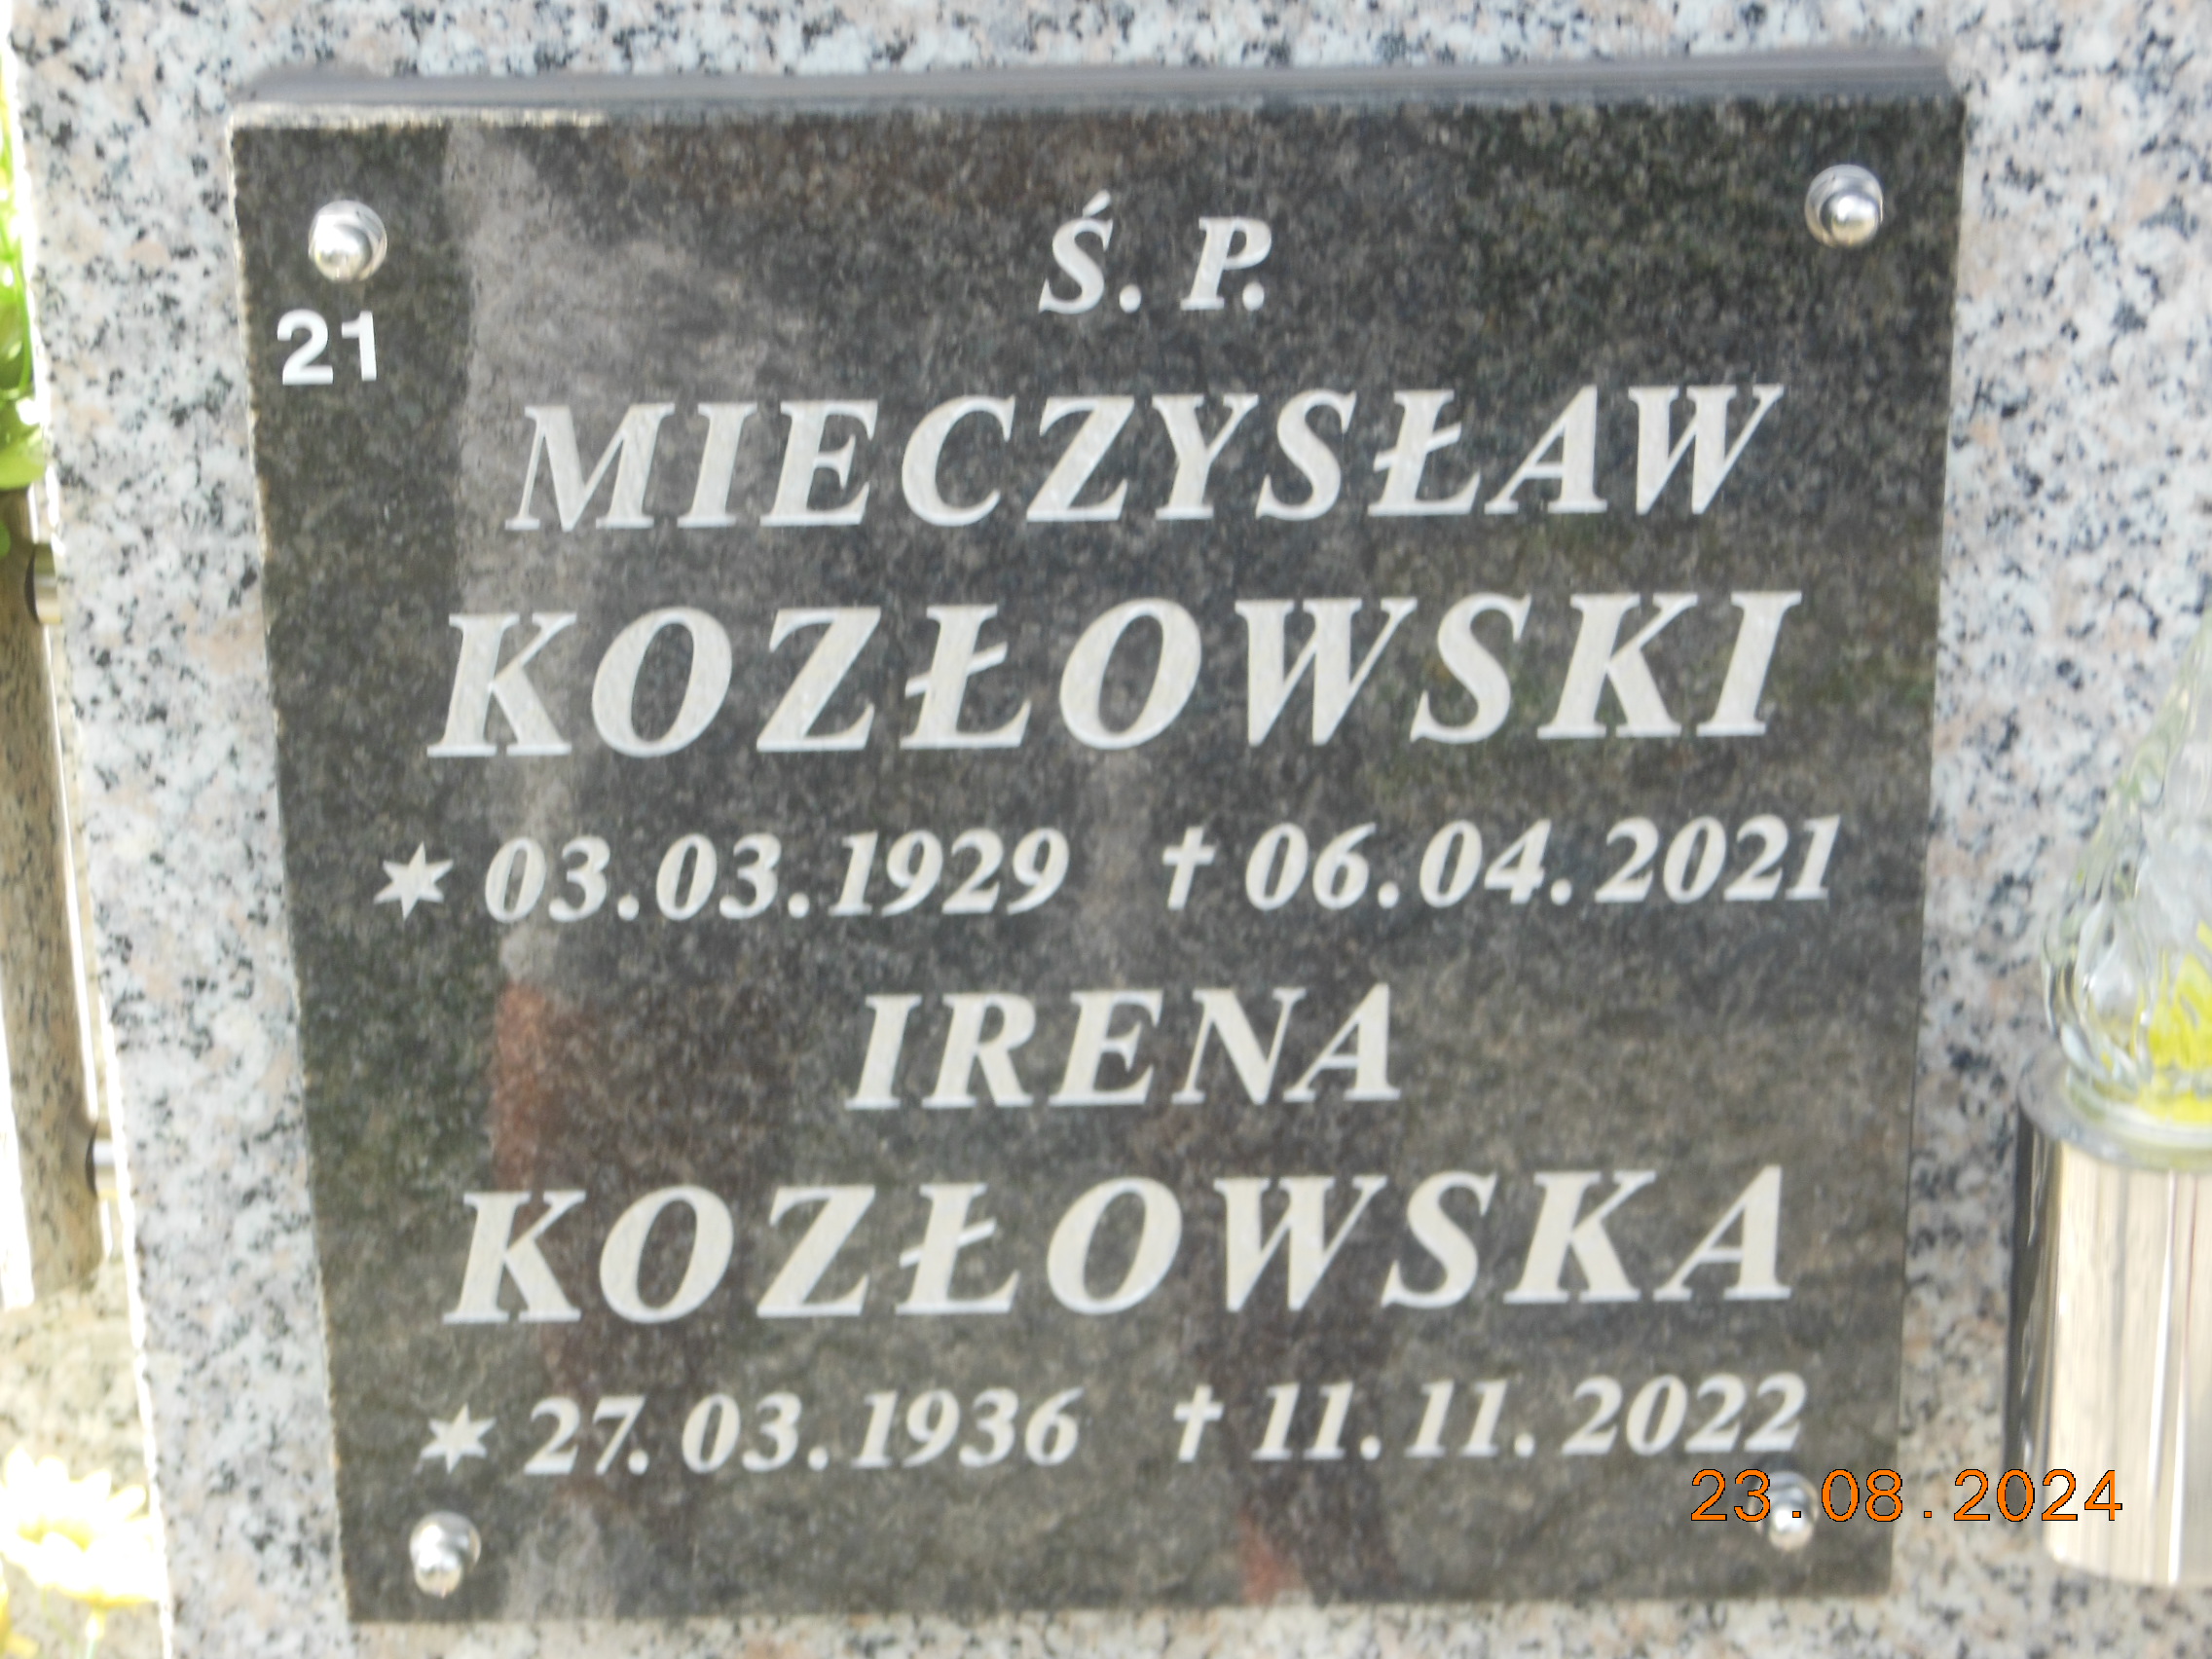 Ś. P.
21
MIECZYSŁAW
KOZŁOWSKI
✶ 03.03.1929 ✝ 06.04.2021
IRENA
KOZŁOWSKA
✶ 27.03.1936 ✝ 11.11.2022
23.08.2024